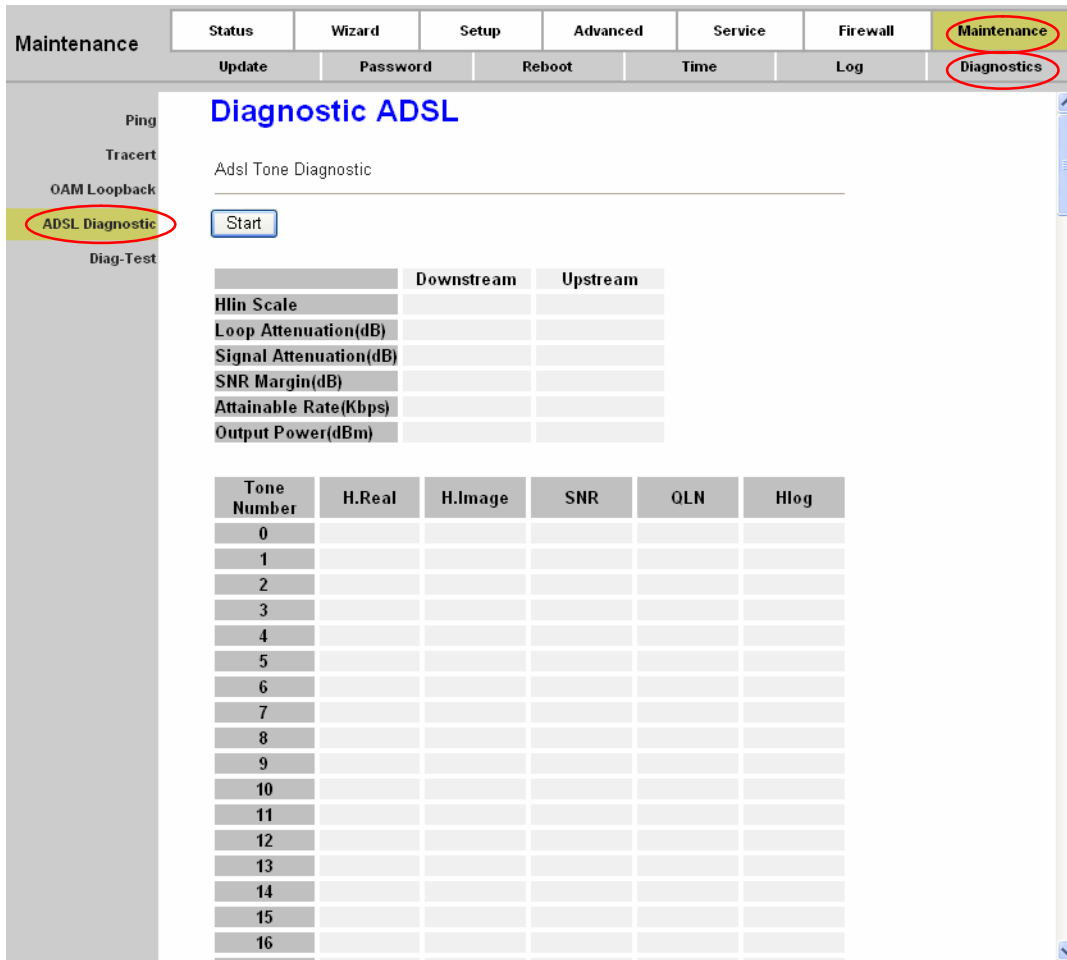 Maintenance
Status Wizard Setup Advanced Service Firewall Maintenance
Update Password Reboot Time Log Diagnostics
Ping
Tracert
OAM Loopback
ADSL Diagnostic
Diag-Test
Diagnostic ADSL
Adsl Tone Diagnostic
Start
Downstream Upstream
Hlin Scale
Loop Attenuation(dB)
Signal Attenuation(dB)
SNR Margin(dB)
Attainable Rate(Kbps)
Output Power(dBm)
Tone Number H.Real H.Image SNR QLN Hlog
0
1
2
3
4
5
6
7
8
9
10
11
12
13
14
15
16